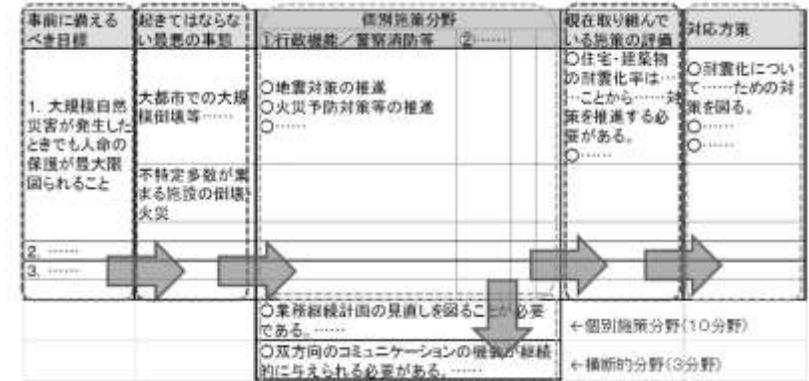 事前に備える
べき目標
起きてはならな
い最悪の事態
個別施策分野
①行政機能／警察消防等 ②……
現在取り組んで
いる施策の評価
対応方策
1. 大規模自然
災害が発生した
ときでも人命の
保護が最大限
図られること
大都市での大規
模倒壊等……
不特定多数が集
まる施設の倒壊・
火災
○地震対策の推進
○火災予防対策等の推進
○……
○住宅・建築物
の耐震化率は…
…ことから……対
策を推進する必
要がある。
○……
○耐震化につい
て……ための対
策を図る。
○……
○……
2. ……
3. ……
○業務継続計画の見直しを図ることが必要
である。……
←個別施策分野(10分野)
○双方向のコミュニケーションの機会が継続
的に与えられる必要がある。……
←横断的分野(3分野)